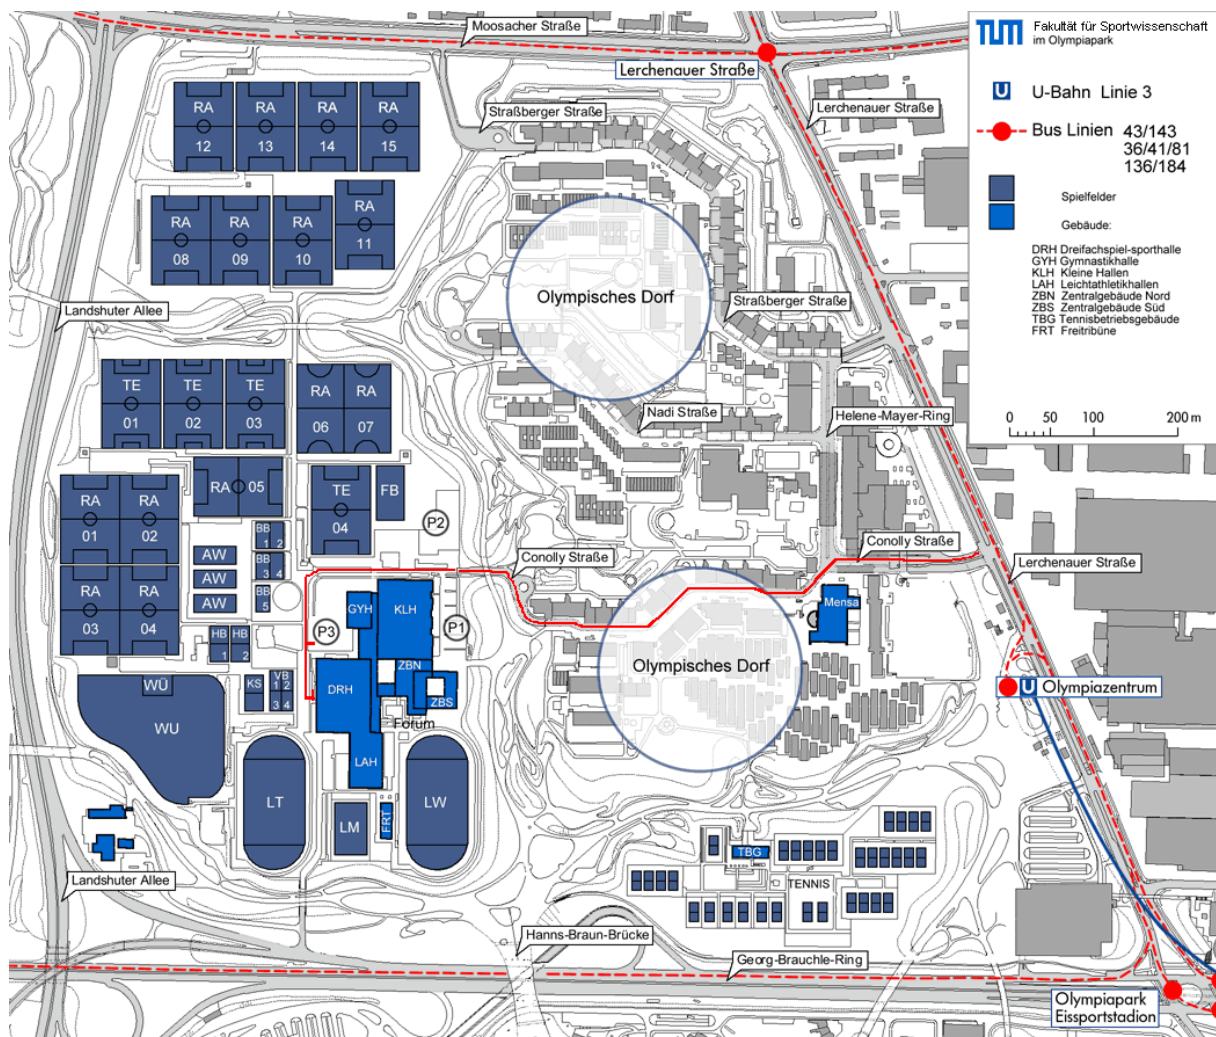 Moosacher Straße
TUM
Fakultät für Sportwissenschaft
im Olympiapark
Lerchenauer Straße
U U-Bahn Linie 3
Bus Linien 43/143
36/41/81
136/184
Spielfelder
Gebäude:
DRH Dreifachspiel-sporthalle
GYH Gymnastikhalle
KLH Kleine Hallen
LAH Leichtathletikhallen
ZBN Zentralgebäude Nord
ZBS Zentralgebäude Süd
TBG Tennisbetriebsgebäude
FRT Freitribüne
0 50 100 200 m
Straßberger Straße
Lerchenauer Straße
RA 12
RA 13
RA 14
RA 15
RA 08
RA 09
RA 10
RA 11
Olympisches Dorf
Straßberger Straße
Landshuter Allee
TE 01
TE 02
TE 03
RA 06
RA 07
Nadi Straße
Helene-Mayer-Ring
RA 05
TE 04
FB
RA 01
RA 02
P2
BB 1 2
AW
BB 3 4
AW
BB 5
AW
Conolly Straße
Conolly Straße
Lerchenauer Straße
RA 03
RA 04
GYH
KLH
Mensa
P3
P1
HB 1
HB 2
Olympisches Dorf
ZBN
ZBS
DRH
KS
VB 2
3 4
WÜ
WU
Forum
U Olympiazentrum
LAH
LT
LM
FRT
LW
TBG
TENNIS
Landshuter Allee
Hanns-Braun-Brücke
Georg-Brauchle-Ring
Olympiapark
Eissportstadion